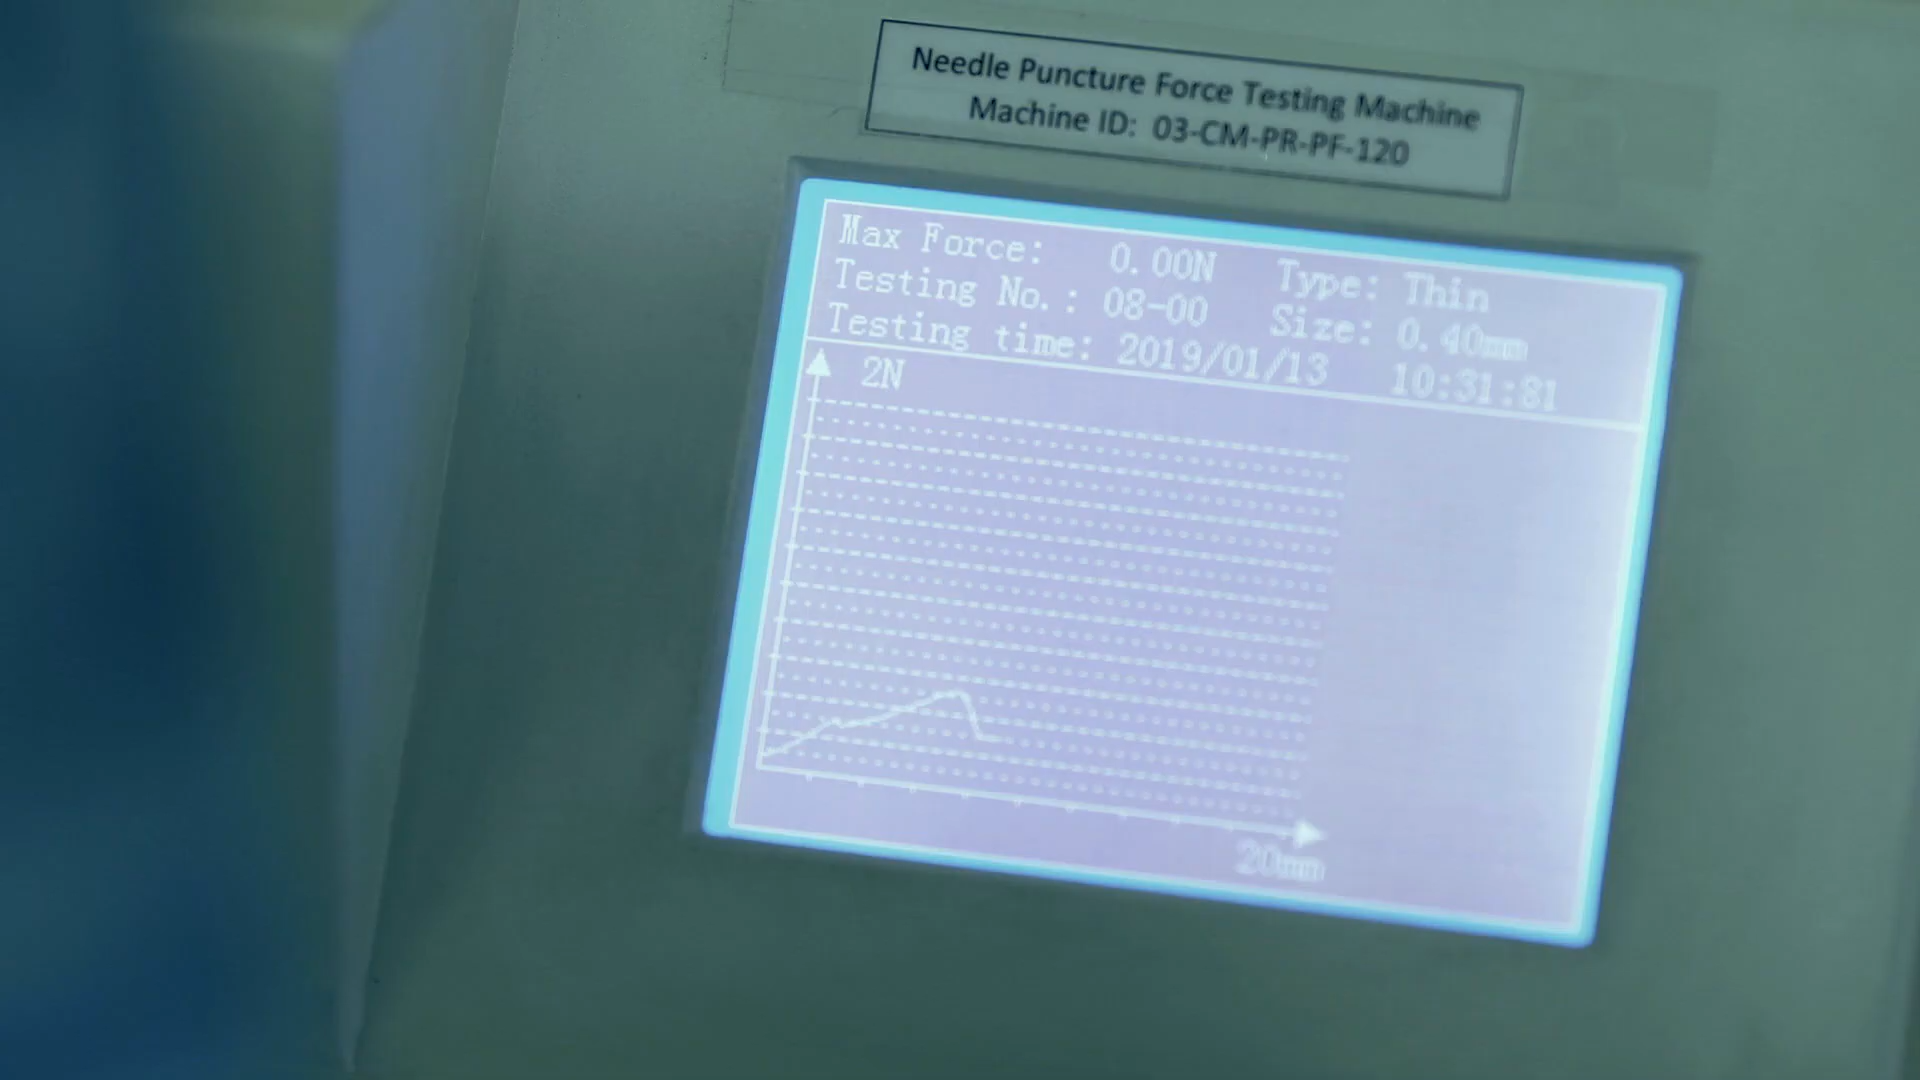 Needle Puncture Force Testing Machine
Machine ID: 03-CM-PR-PF-120
Max Force: 0.00N Type: Thin
Testing No.: 08-00 Size: 0.40mm
Testing time: 2019/01/13 10:31:81
2N
20mm